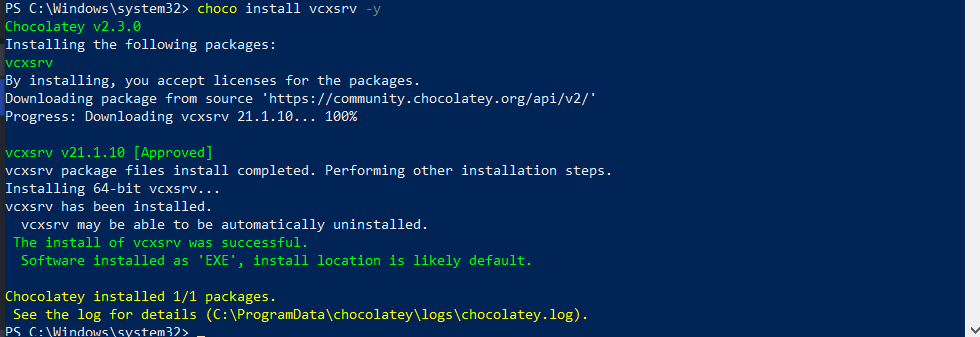 PS C:\Windows\system32> choco install vcxsrv -y
Chocolatey v2.3.0
Installing the following packages:
vcxsrv
By installing, you accept licenses for the packages.
Downloading package from source 'https://community.chocolatey.org/api/v2/'
Progress: Downloading vcxsrv 21.1.10... 100%
vcxsrv v21.1.10 [Approved]
vcxsrv package files install completed. Performing other installation steps.
Installing 64-bit vcxsrv...
vcxsrv has been installed.
  vcxsrv may be able to be automatically uninstalled.
 The install of vcxsrv was successful.
  Software installed as 'EXE', install location is likely default.
Chocolatey installed 1/1 packages.
 See the log for details (C:\ProgramData\chocolatey\logs\chocolatey.log).
PS C:\Windows\system32>